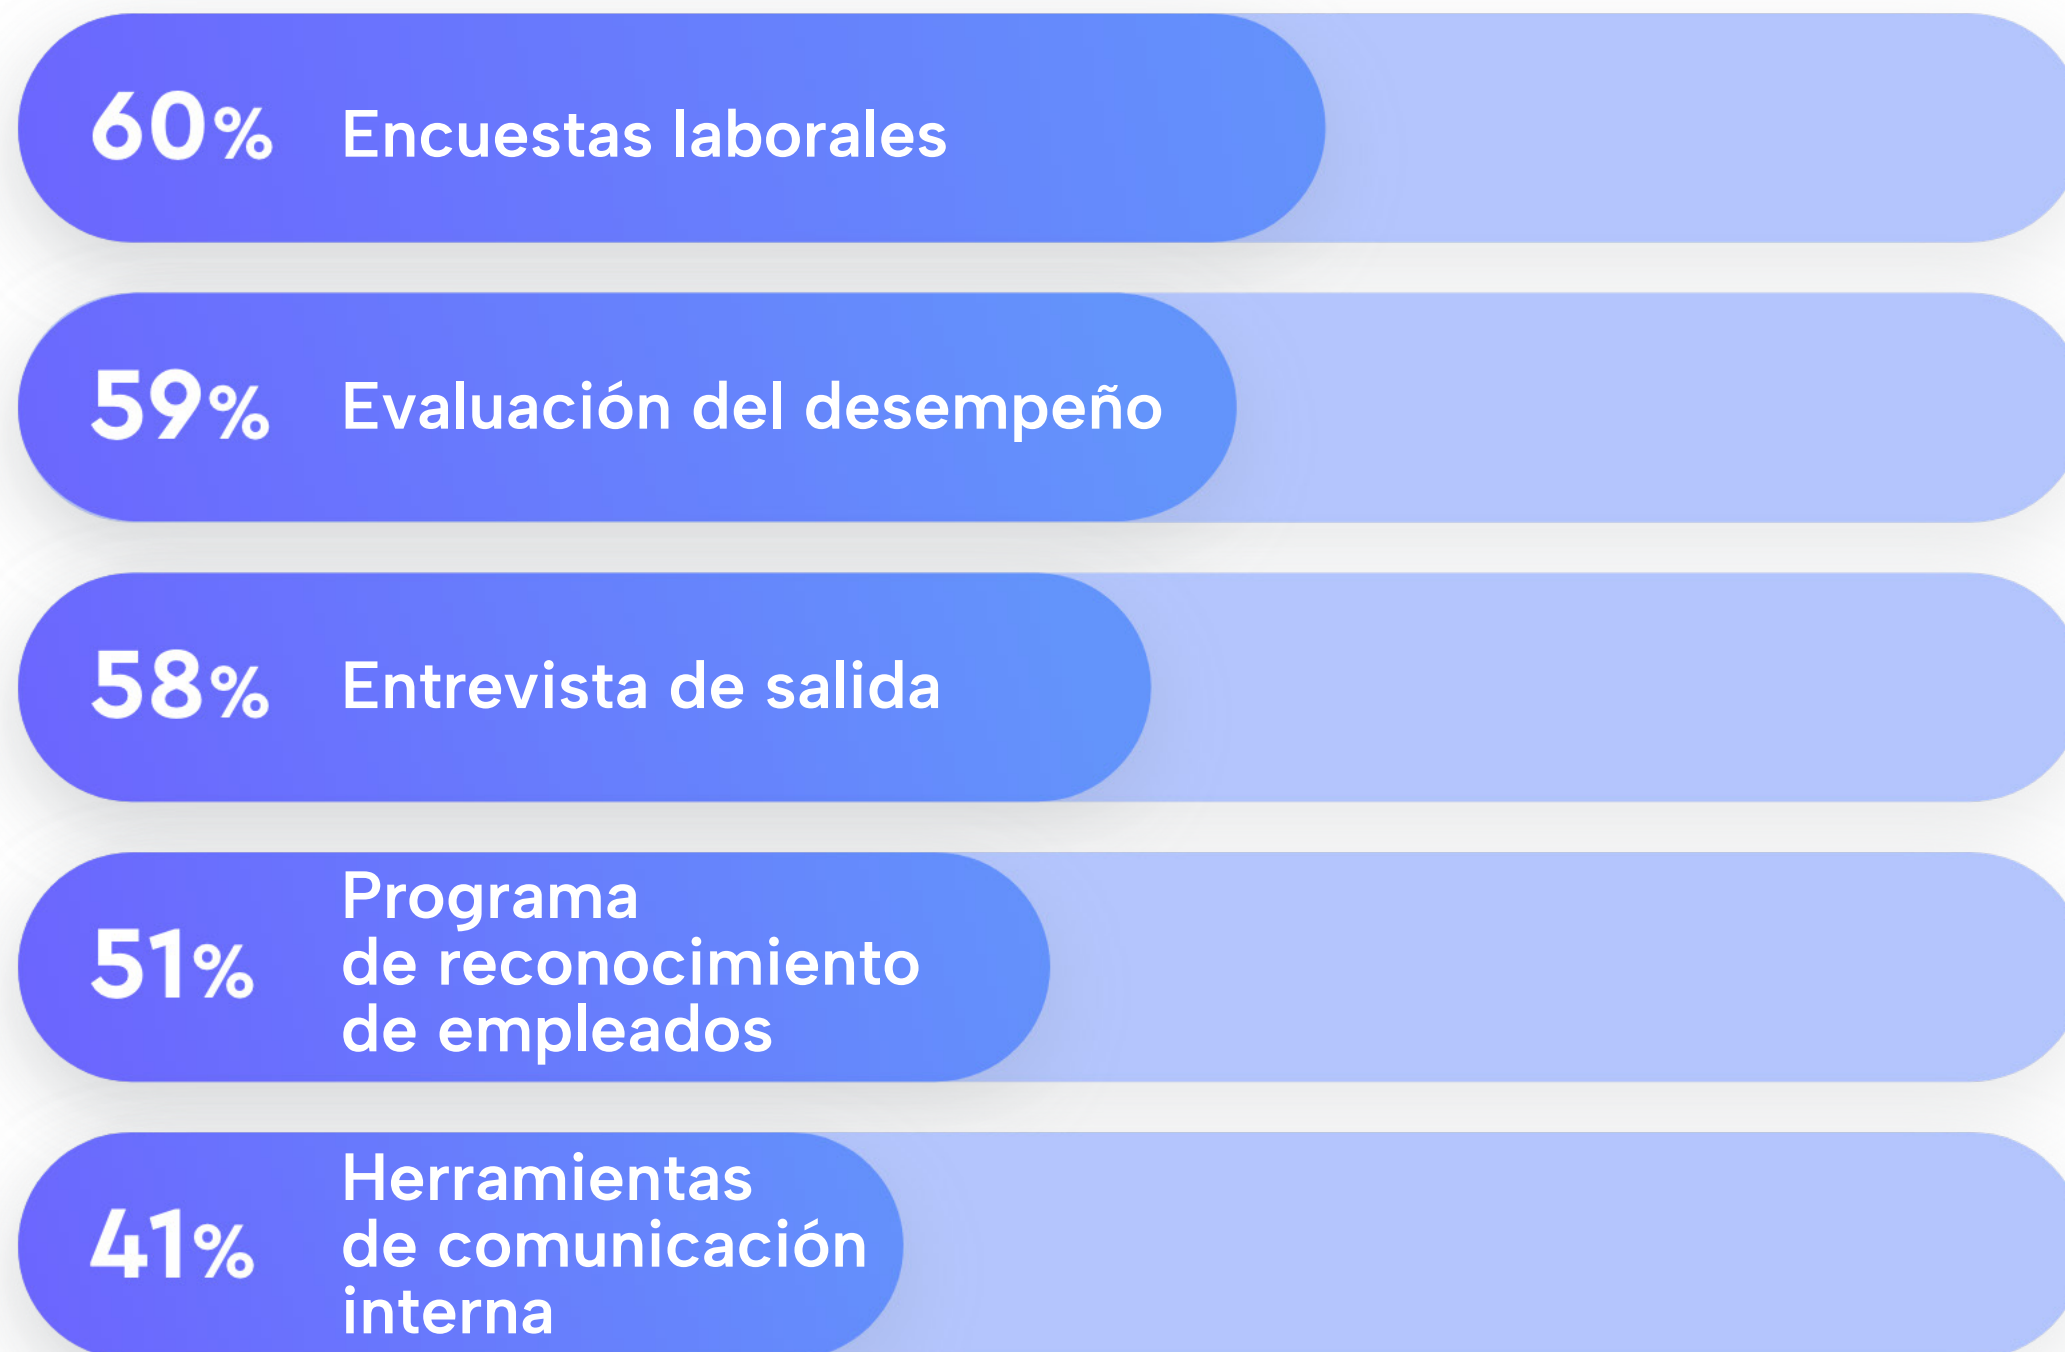 60% Encuestas laborales
59% Evaluación del desempeño
58% Entrevista de salida
Programa
51% de reconocimiento
de empleados
Herramientas
41% de comunicación
interna